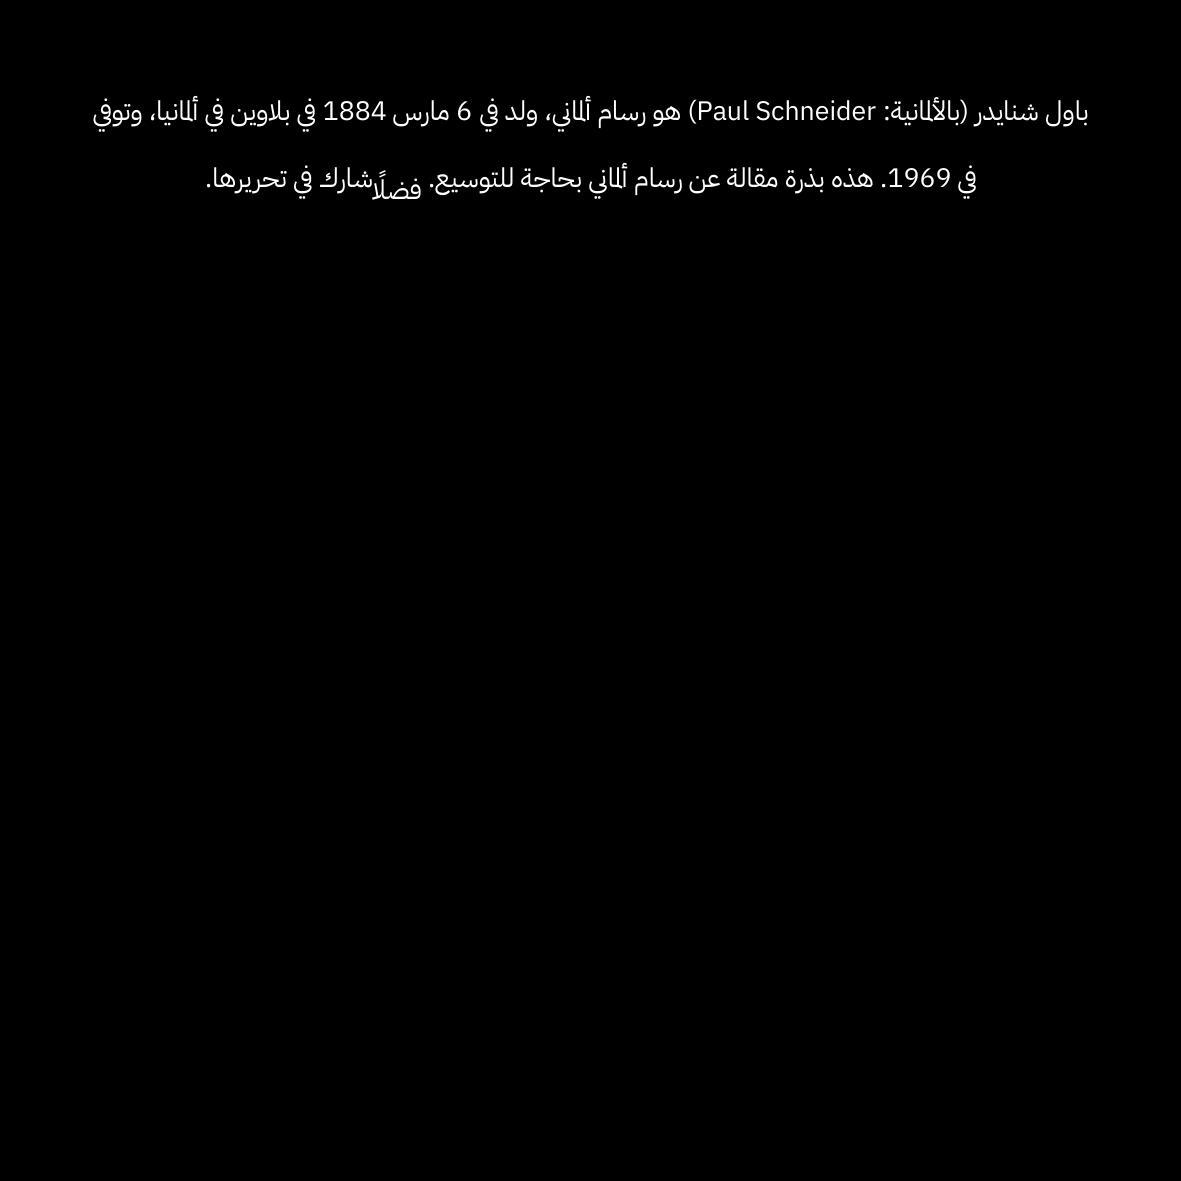 باول شنايدر (بالألمانية: Paul Schneider) هو رسام ألماني، ولد في 6 مارس 1884 في بلاوين في ألمانيا، وتوفي
في 1969. هذه بذرة مقالة عن رسام ألماني بحاجة للتوسيع. فضلًا شارك في تحريرها.